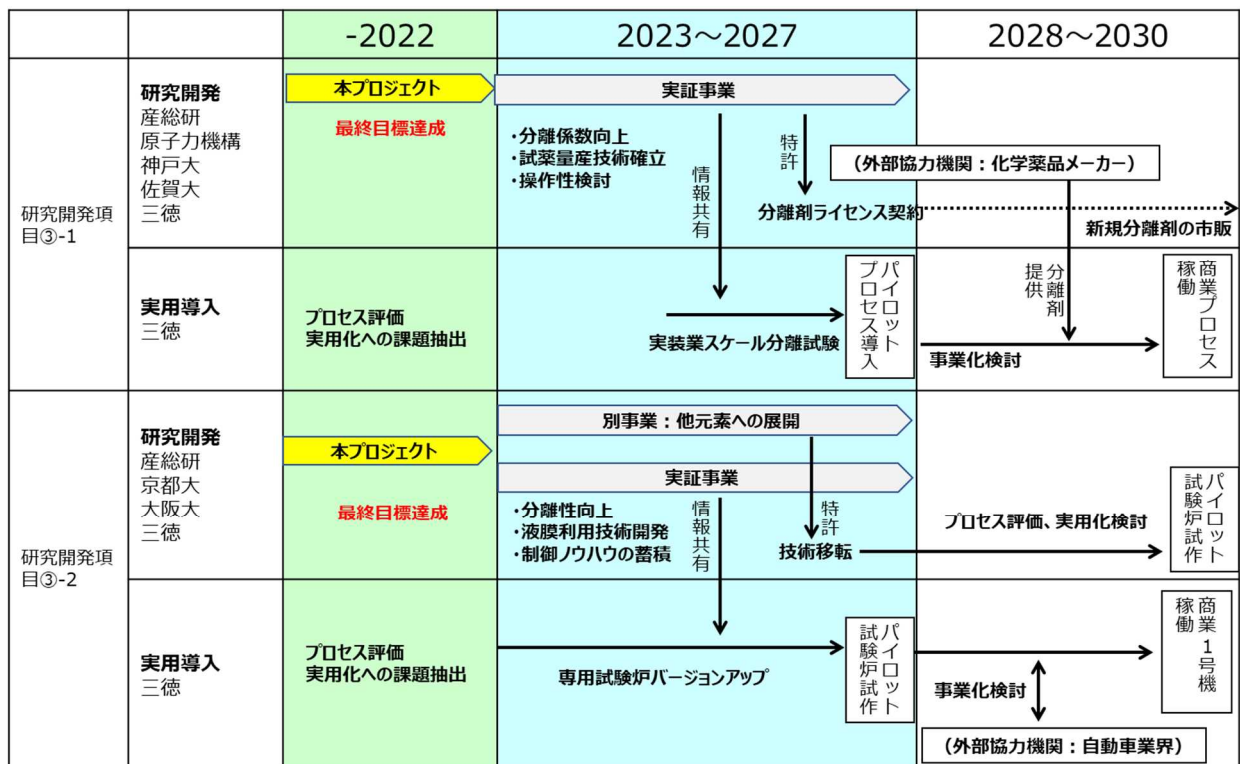 -2022
2023～2027
2028～2030
研究開発項
目③-1
研究開発
産総研
原子力機構
神戸大
佐賀大
三徳
本プロジェクト
最終目標達成
実証事業
・分離係数向上
・試薬量産技術確立
・操作性検討
情報共有
特許
分離剤ライセンス契約
（外部協力機関：化学薬品メーカー）
新規分離剤の市販
実用導入
三徳
プロセス評価
実用化への課題抽出
実装業スケール分離試験
パイロット
プロセス導入
分離剤
提供
事業化検討
商業プロセス
稼働
研究開発項
目③-2
研究開発
産総研
京都大
大阪大
三徳
本プロジェクト
最終目標達成
別事業：他元素への展開
実証事業
・分離性向上
・液膜利用技術開発
・制御ノウハウの蓄積
情報共有
特許
技術移転
プロセス評価、実用化検討
パイロット
試験炉試作
実用導入
三徳
プロセス評価
実用化への課題抽出
専用試験炉バージョンアップ
パイロット
試験炉試作
事業化検討
商業1号機
稼働
（外部協力機関：自動車業界）